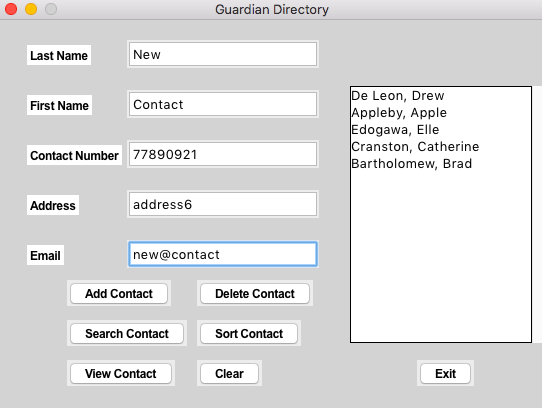 Guardian Directory
Last Name
New
First Name
Contact
Contact Number
77890921
Address
address6
Email
new@contact
Add Contact
Delete Contact
Search Contact
Sort Contact
View Contact
Clear
De Leon, Drew
Appleby, Apple
Edogawa, Elle
Cranston, Catherine
Bartholomew, Brad
Exit